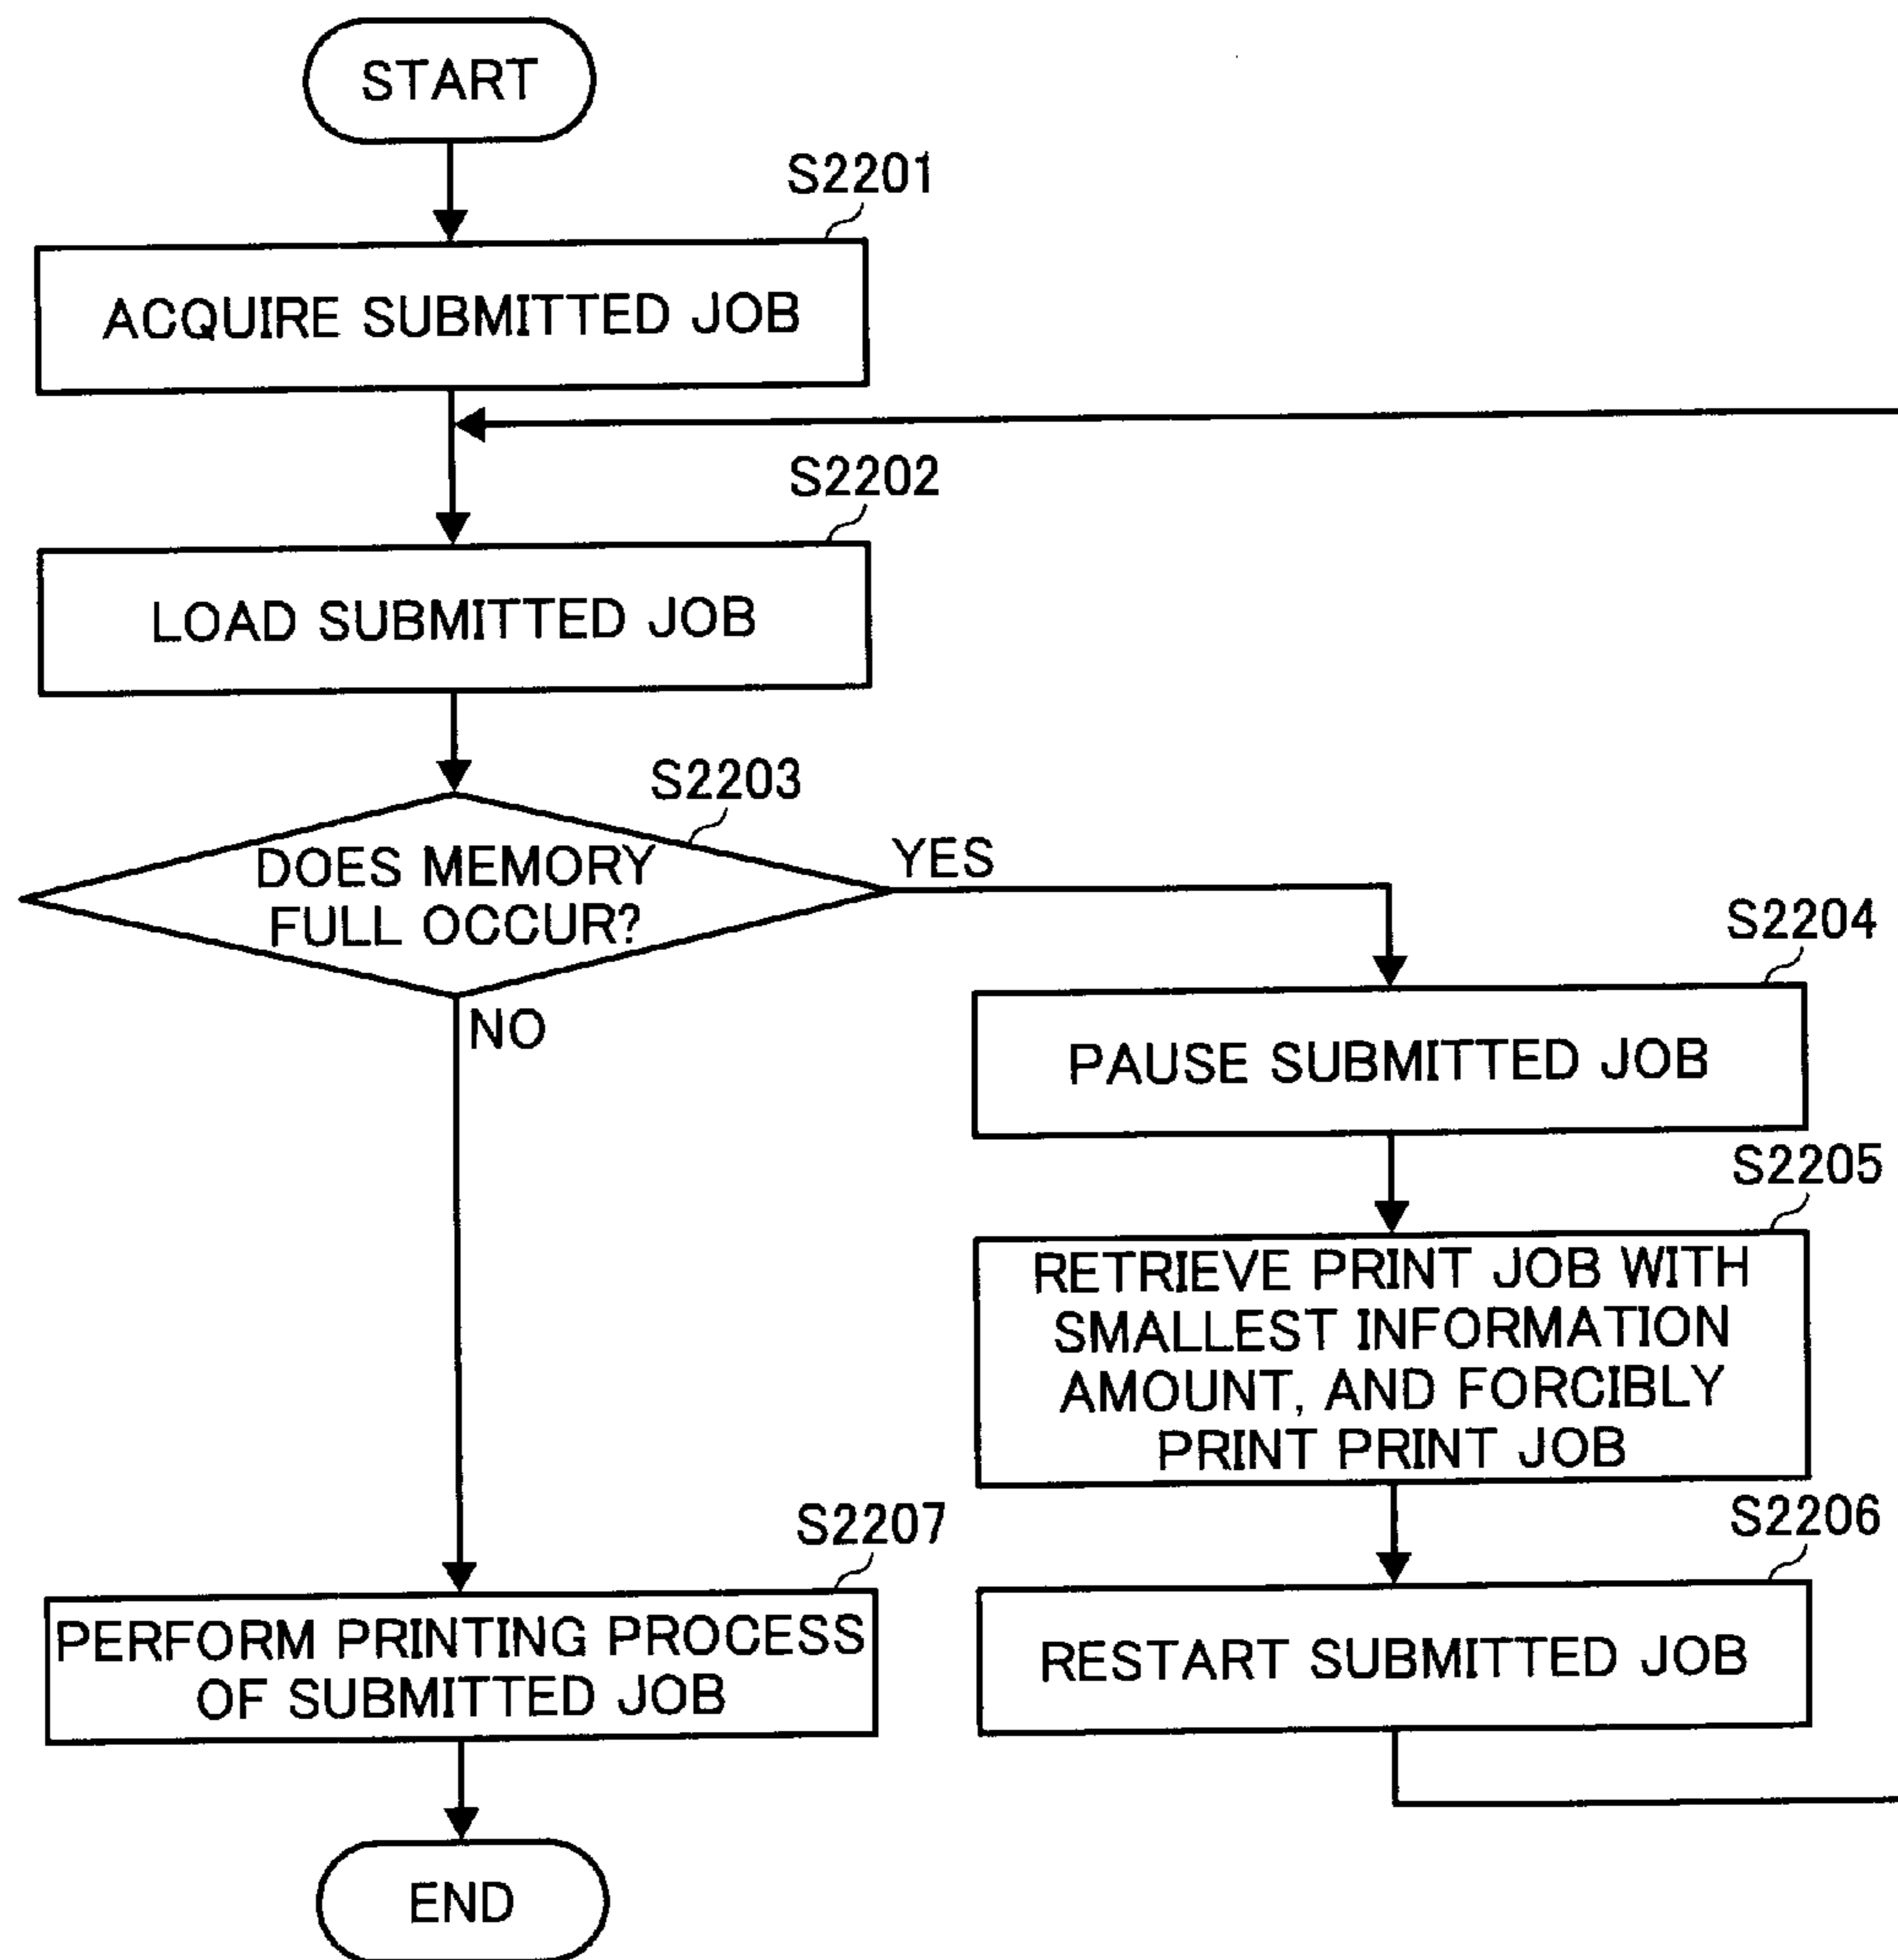 START
S2201
ACQUIRE SUBMITTED JOB
S2202
LOAD SUBMITTED JOB
S2203
DOES MEMORY
FULL OCCUR?
YES
NO
S2204
PAUSE SUBMITTED JOB
S2205
RETRIEVE PRINT JOB WITH
SMALLEST INFORMATION
AMOUNT, AND FORCIBLY
PRINT PRINT JOB
S2206
RESTART SUBMITTED JOB
S2207
PERFORM PRINTING PROCESS
OF SUBMITTED JOB
END